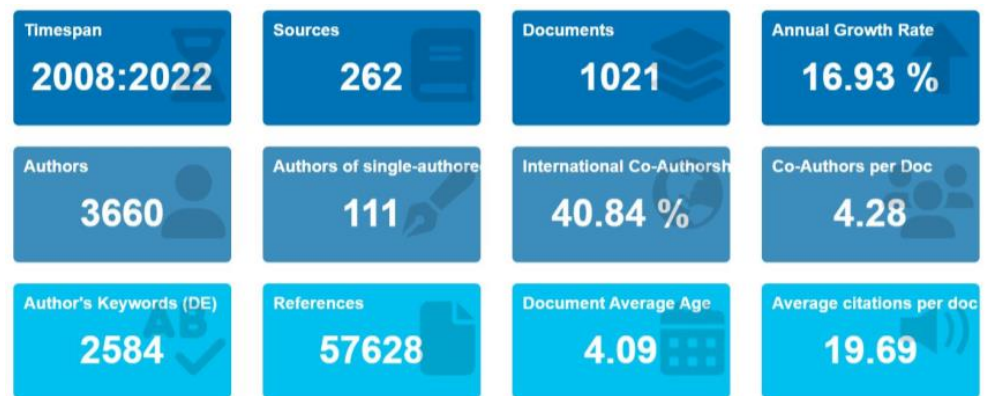 Timespan
2008:2022
Sources
262
Documents
1021
Annual Growth Rate
16.93 %
Authors
3660
Authors of single-authore
111
International Co-Authorsh
40.84 %
Co-Authors per Doc
4.28
Author's Keywords (DE)
2584
AB
References
57628
Document Average Age
4.09
Average citations per doc
19.69